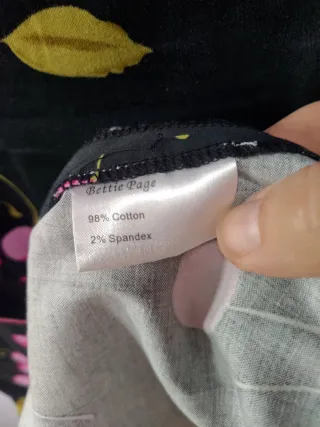 Bettie Page
98% Cotton
2% Spandex